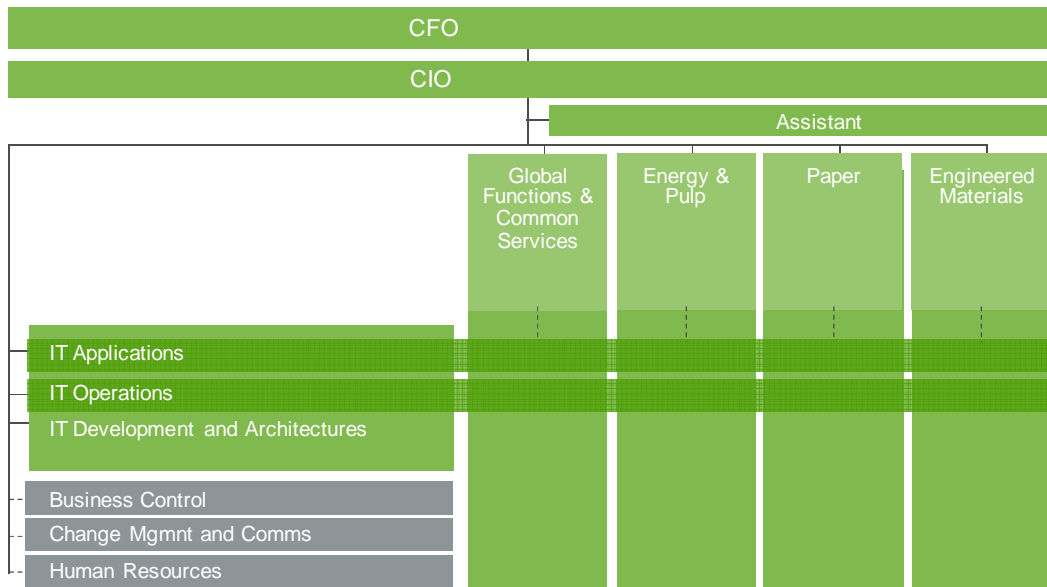 CFO
CIO
Assistant
Global
Functions &
Common
Services
Energy &
Pulp
Paper
Engineered
Materials
IT Applications
IT Operations
IT Development and Architectures
Business Control
Change Mgmnt and Comms
Human Resources